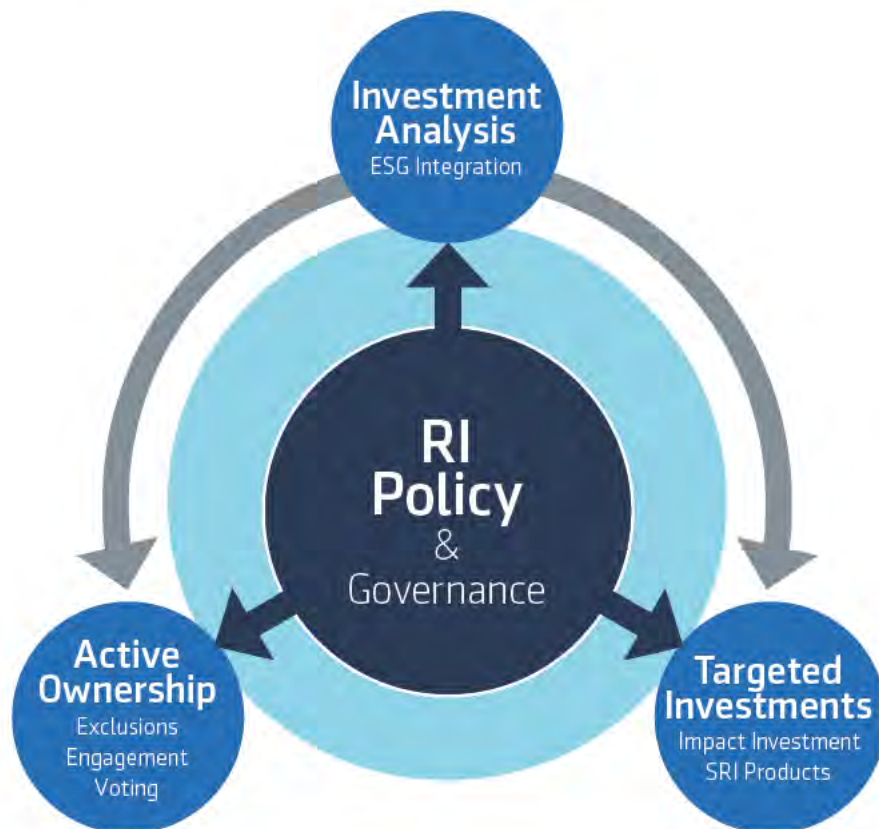 Investment
Analysis
ESG Integration
RI
Policy
&
Governance
Active
Ownership
Exclusions
Engagement
Voting
Targeted
Investments
Impact Investment
SRI Products